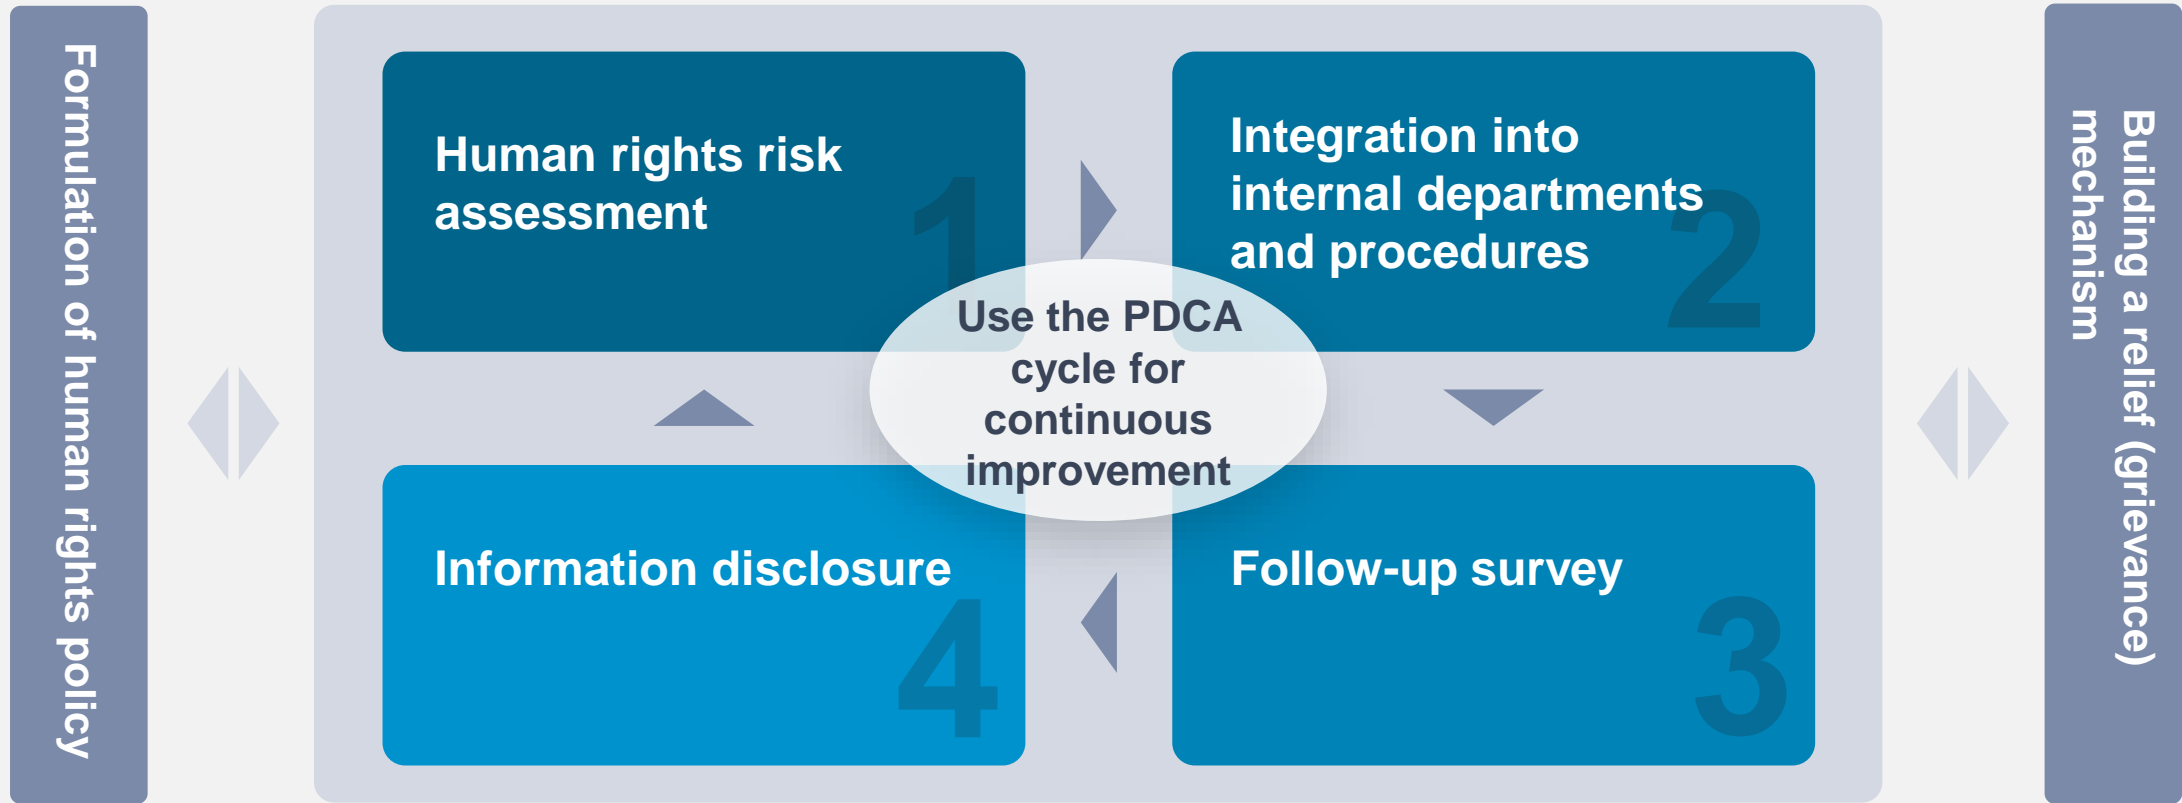 Formulation of human rights policy
Human rights risk
assessment
1
Integration into
internal departments
and procedures
2
Use the PDCA
cycle for
continuous
improvement
Information disclosure
4
Follow-up survey
3
Building a relief (grievance)
mechanism